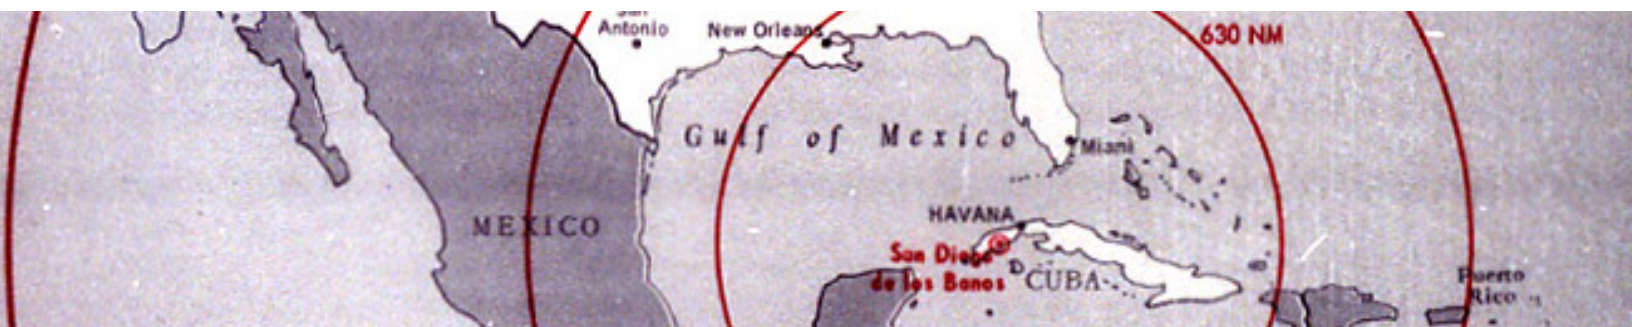 630 NM
Antonio
New Orleans
Gulf of Mexico
Miami
HAVANA
MEXICO
San Diego
de los Banos
CUBA
Puerto
Rico